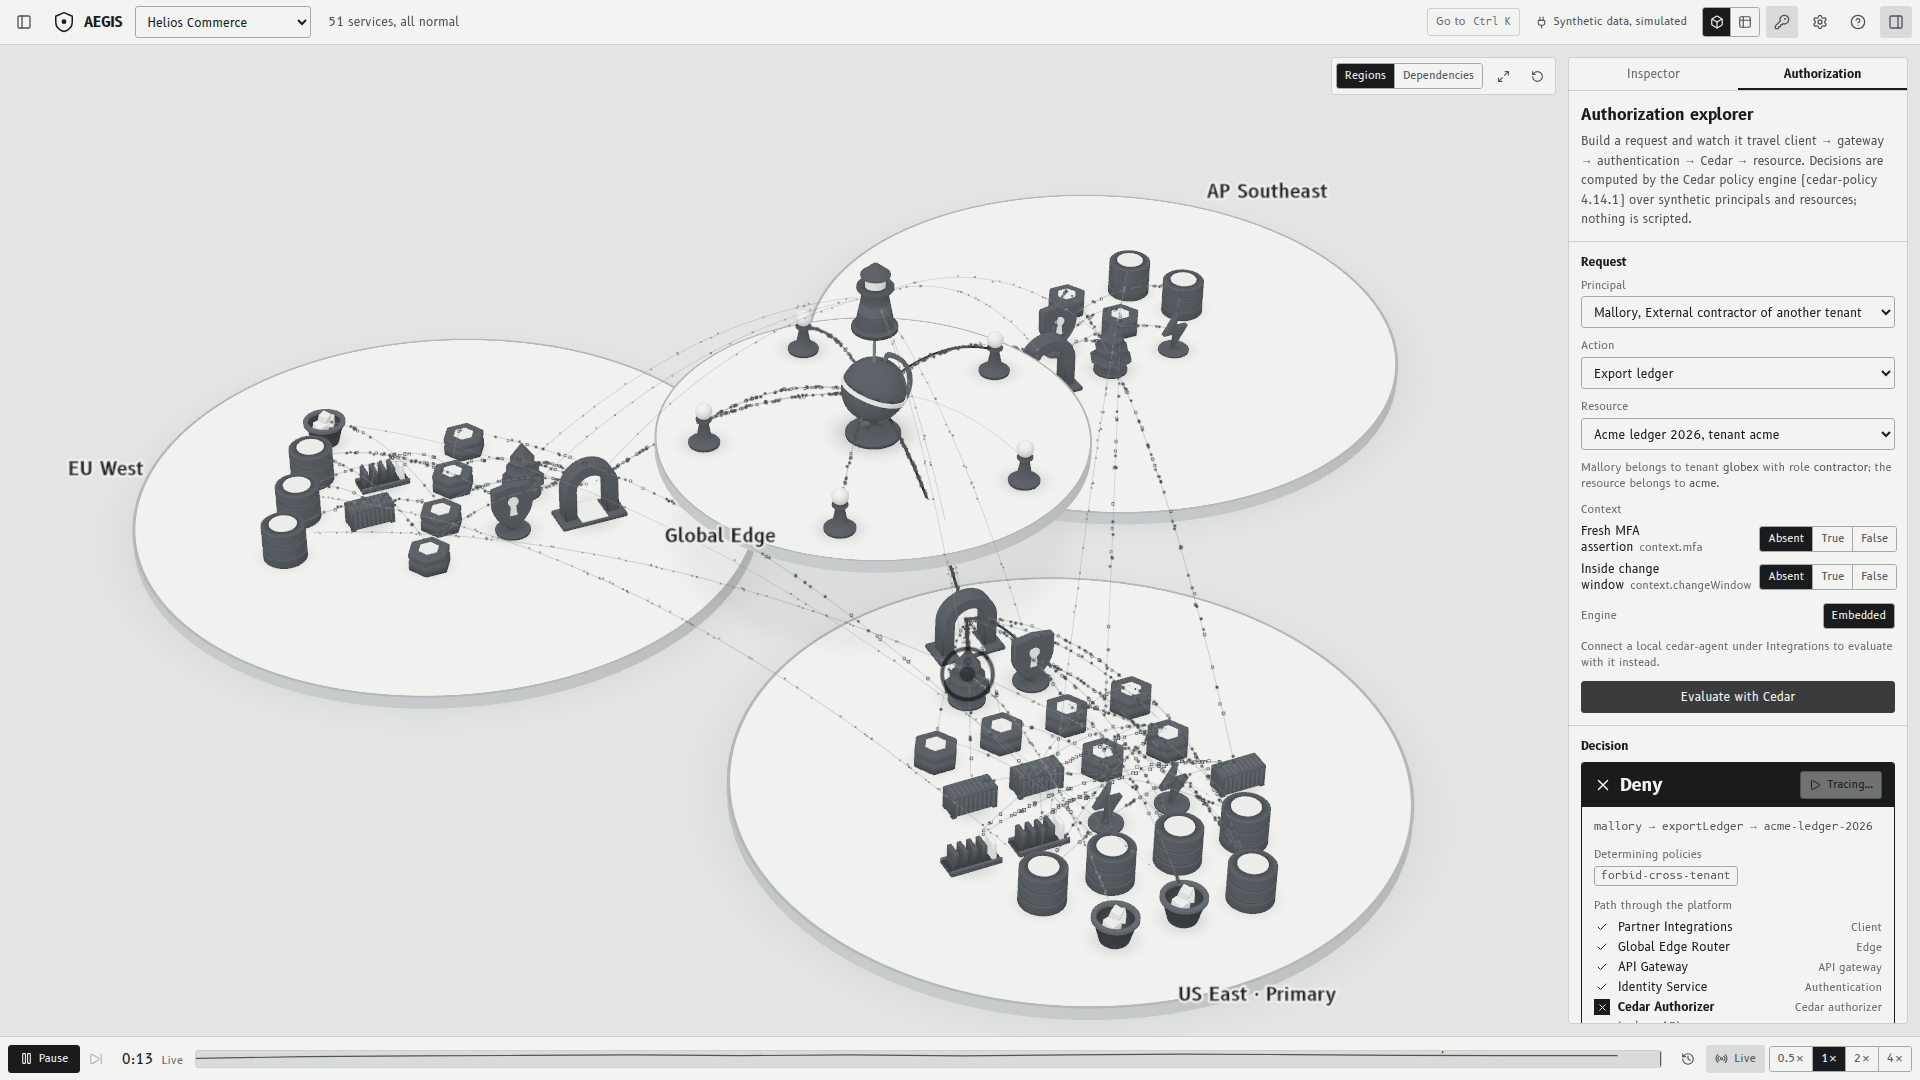 AEGIS
Helios Commerce
51 services, all normal
Go to Ctrl K
Synthetic data, simulated
Regions
Dependencies
AP Southeast
EU West
Global Edge
US East · Primary
Inspector
Authorization
Authorization explorer
Build a request and watch it travel client → gateway
→ authentication → Cedar → resource. Decisions are
computed by the Cedar policy engine (cedar-policy
4.14.1) over synthetic principals and resources;
nothing is scripted.
Request
Principal
Mallory, External contractor of another tenant
Action
Export ledger
Resource
Acme ledger 2026, tenant acme
Mallory belongs to tenant globex with role contractor; the
resource belongs to acme.
Context
Fresh MFA
assertion context.mfa
Absent True False
Inside change
window context.changeWindow
Absent True False
Engine
Embedded
Connect a local cedar-agent under Integrations to evaluate
with it instead.
Evaluate with Cedar
Decision
Deny
Tracing...
mallory → exportLedger → acme-ledger-2026
Determining policies
forbid-cross-tenant
Path through the platform
Partner Integrations Client
Global Edge Router Edge
API Gateway API gateway
Identity Service Authentication
Cedar Authorizer Cedar authorizer
Pause
0:13 Live
Live
0.5× 1× 2× 4×